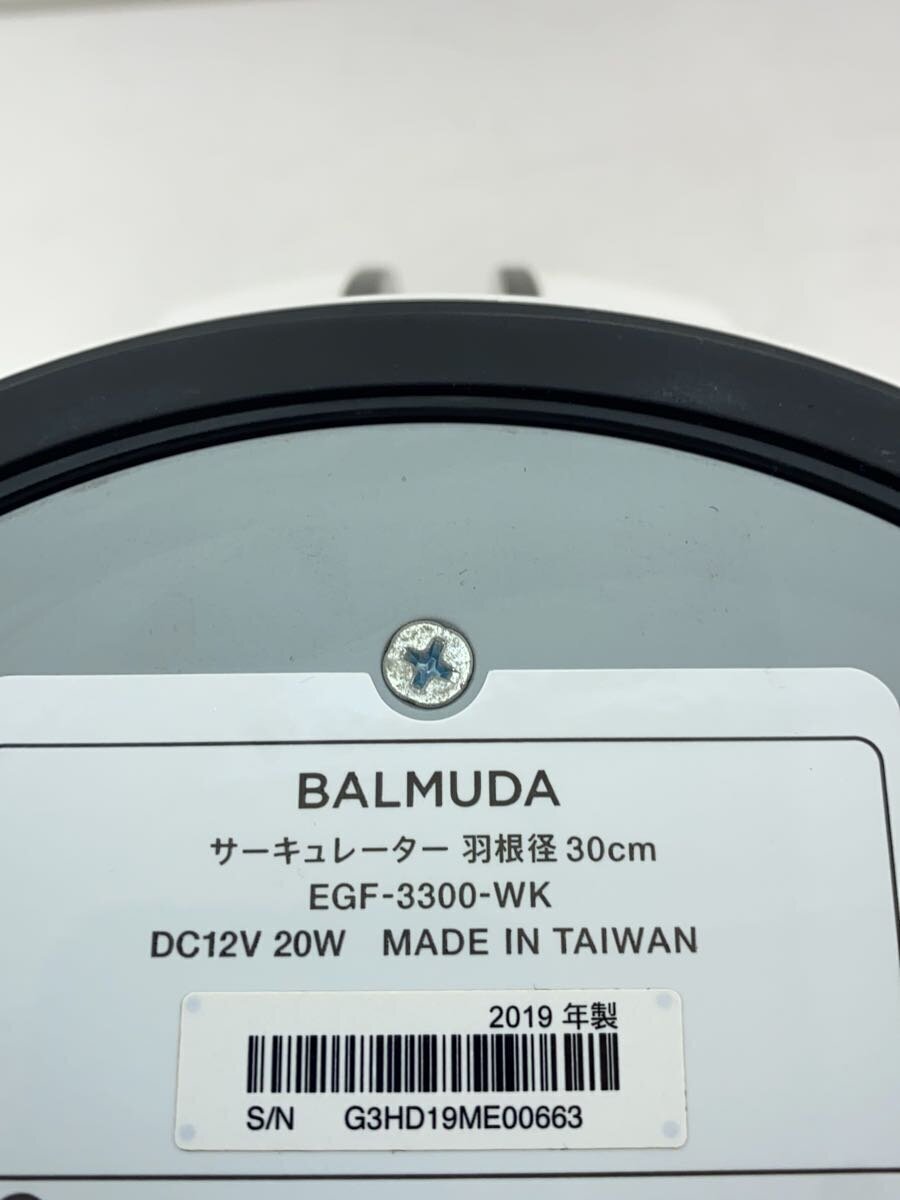 BALMUDA
サーキュレーター 羽根径 30cm
EGF-3300-WK
DC12V 20W MADE IN TAIWAN
2019 年製
S/N G3HD19ME00663